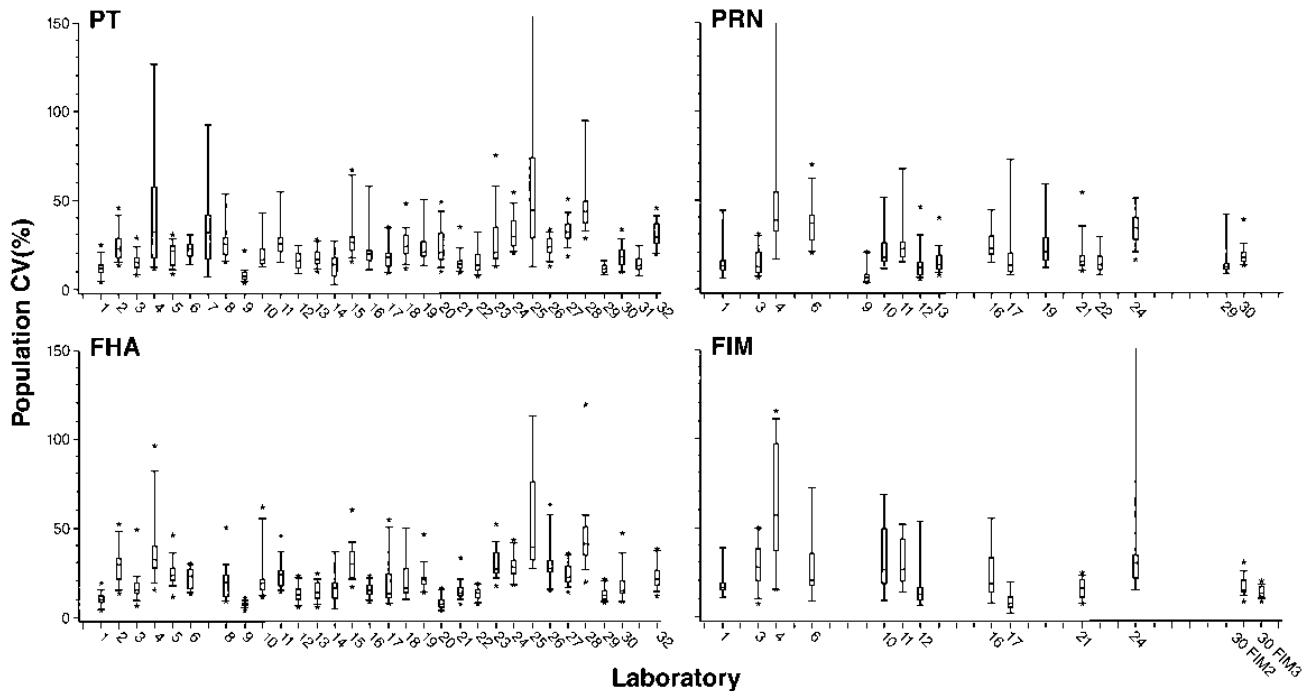 PT
150
100
50
0
1 2 3 4 5 6 7 8 9 10 11 12 13 14 15 16 17 18 19 20 21 22 23 24 25 26 27 28 29 30 31 32
PRN
1 3 4 6 9 10 11 12 13 16 17 19 21 22 24 29 30
Population CV(%)
FHA
150
100
50
0
1 2 3 4 5 6 8 9 10 11 12 13 14 15 16 17 18 19 20 21 22 23 24 25 26 27 28 29 30 32
FIM
1 3 4 6 10 11 12 16 17 21 24 30 FIM2 30 FIM3
Laboratory